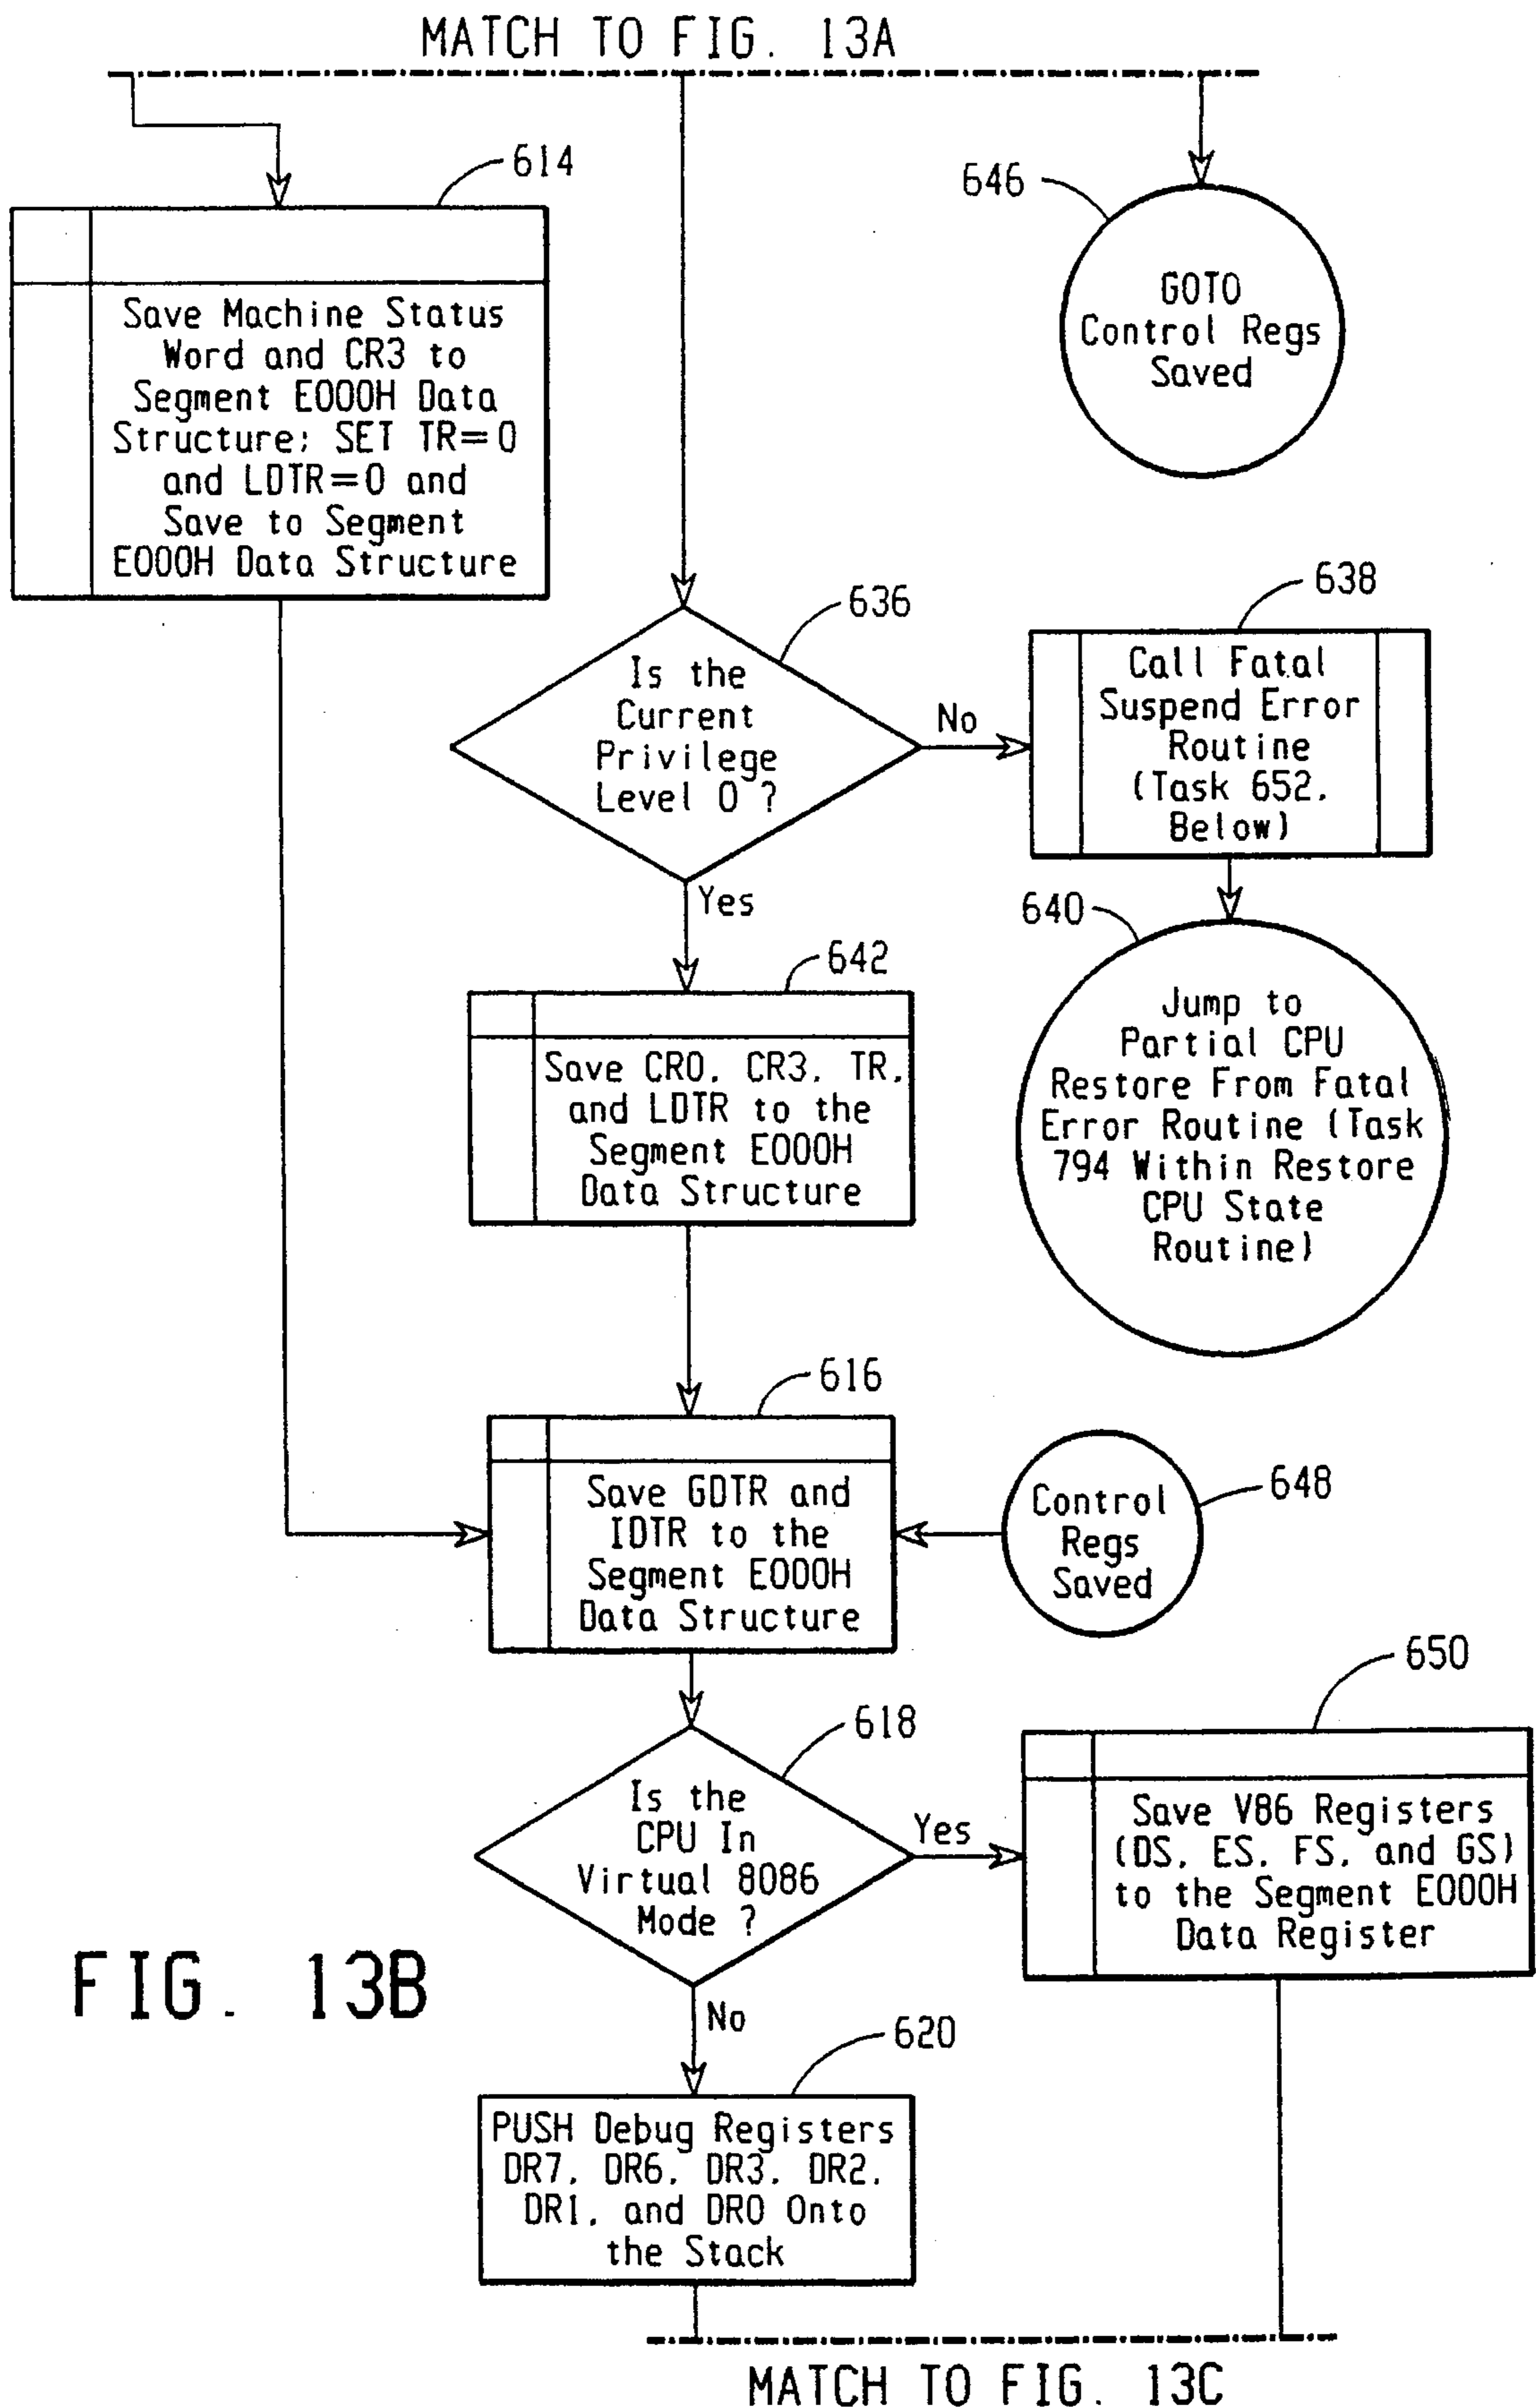 MATCH TO FIG. 13A
614
Save Machine Status
Word and CR3 to
Segment E000H Data
Structure; SET TR=0
and LDTR=0 and
Save to Segment
E000H Data Structure
646
GOTO
Control Regs
Saved
636
Is the
Current
Privilege
Level 0 ?
No
Yes
638
Call Fatal
Suspend Error
Routine
(Task 652,
Below)
640
Jump to
Partial CPU
Restore From Fatal
Error Routine (Task
794 Within Restore
CPU State
Routine)
642
Save CR0, CR3, TR,
and LDTR to the
Segment E000H
Data Structure
616
Save GDTR and
IDTR to the
Segment E000H
Data Structure
648
Control
Regs
Saved
618
Is the
CPU In
Virtual 8086
Mode ?
Yes
No
650
Save V86 Registers
(DS, ES, FS, and GS)
to the Segment E000H
Data Register
FIG. 13B
620
PUSH Debug Registers
DR7, DR6, DR3, DR2,
DR1, and DR0 Onto
the Stack
MATCH TO FIG. 13C